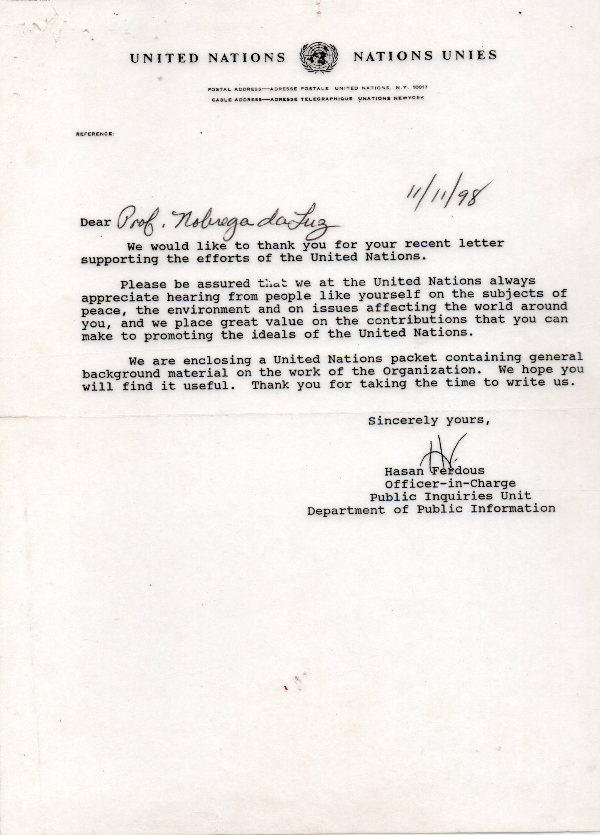 UNITED NATIONS NATIONS UNIES
POSTAL ADDRESS—ADRESSE POSTALE UNITED NATIONS, N.Y. 10017
CABLE ADDRESS—ADRESSE TELEGRAPHIQUE UNATIONS NEWYORK
REFERENCE:
11/11/98
Dear Prof. Nobrega da Luz
We would like to thank you for your recent letter
supporting the efforts of the United Nations.
Please be assured that we at the United Nations always
appreciate hearing from people like yourself on the subjects of
peace, the environment and on issues affecting the world around
you, and we place great value on the contributions that you can
make to promoting the ideals of the United Nations.
We are enclosing a United Nations packet containing general
background material on the work of the Organization. We hope you
will find it useful. Thank you for taking the time to write us.
Sincerely yours,
Hasan Ferdous
Officer-in-Charge
Public Inquiries Unit
Department of Public Information